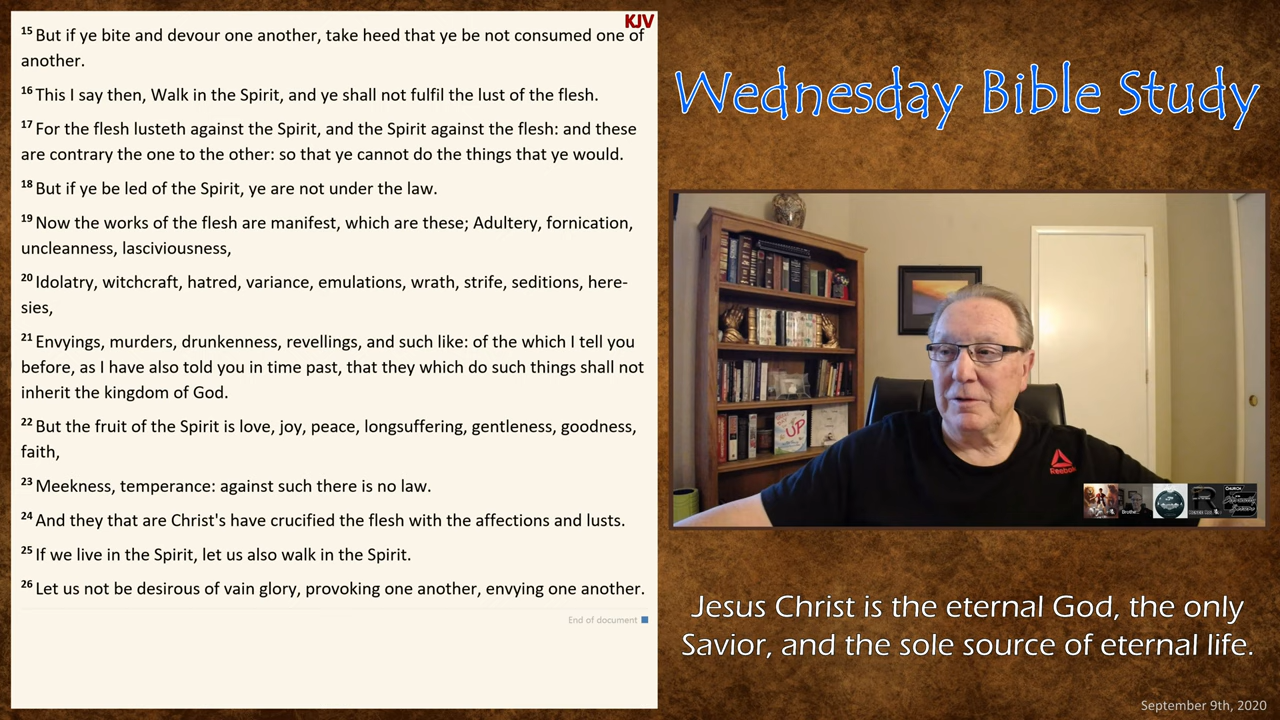 KJV
15 But if ye bite and devour one another, take heed that ye be not consumed one of
another.
16 This I say then, Walk in the Spirit, and ye shall not fulfil the lust of the flesh.
17 For the flesh lusteth against the Spirit, and the Spirit against the flesh: and these
are contrary the one to the other: so that ye cannot do the things that ye would.
18 But if ye be led of the Spirit, ye are not under the law.
19 Now the works of the flesh are manifest, which are these; Adultery, fornication,
uncleanness, lasciviousness,
20 Idolatry, witchcraft, hatred, variance, emulations, wrath, strife, seditions, here-
sies,
21 Envyings, murders, drunkenness, revellings, and such like: of the which I tell you
before, as I have also told you in time past, that they which do such things shall not
inherit the kingdom of God.
22 But the fruit of the Spirit is love, joy, peace, longsuffering, gentleness, goodness,
faith,
23 Meekness, temperance: against such there is no law.
24 And they that are Christ's have crucified the flesh with the affections and lusts.
25 If we live in the Spirit, let us also walk in the Spirit.
26 Let us not be desirous of vain glory, provoking one another, envying one another.
End of document
Wednesday Bible Study
UP
Reebok
Brothe...
CHURCH
Jesus Christ is the eternal God, the only
Savior, and the sole source of eternal life.
September 9th, 2020